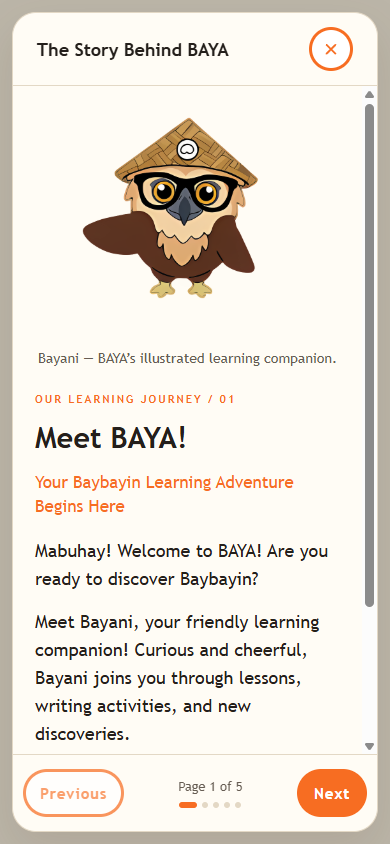 The Story Behind BAYA
Bayani — BAYA's illustrated learning companion.
OUR LEARNING JOURNEY / 01
Meet BAYA!
Your Baybayin Learning Adventure
Begins Here
Mabuhay! Welcome to BAYA! Are you
ready to discover Baybayin?
Meet Bayani, your friendly learning
companion! Curious and cheerful,
Bayani joins you through lessons,
writing activities, and new
discoveries.
Previous
Page 1 of 5
Next